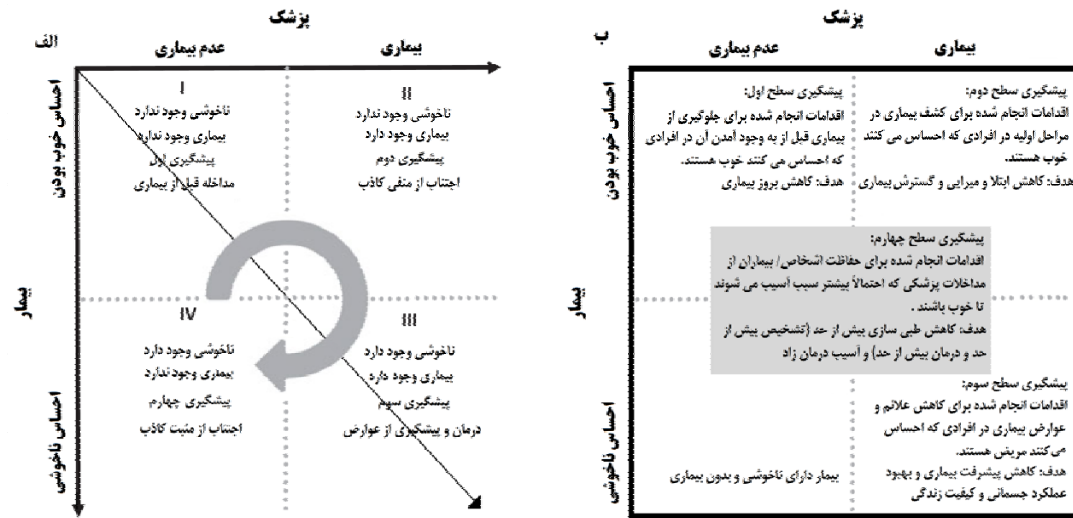 پزشک
ب
عدم بیماری
بیماری
احساس خوب بودن
احساس ناخوشی
پیشگیری سطح اول:
اقدامات انجام شده برای جلوگیری از
بیماری قبل از به وجود آمدن آن در افرادی
که احساس می کنند خوب هستند.
هدف: کاهش بروز بیماری
پیشگیری سطح دوم:
اقدامات انجام شده برای کشف بیماری در
مراحل اولیه در افرادی که احساس می کنند
خوب هستند.
هدف: کاهش ابتلا و میرایی و گسترش بیماری
پیشگیری سطح چهارم:
اقدامات انجام شده برای حفاظت اشخاص/ بیماران از
مداخلات پزشکی که احتمالاً بیشتر سبب آسیب می شوند
تا خوب باشند .
هدف: کاهش طبی سازی بیش از حد (تشخیص بیش از
حد و درمان بیش از حد) و آسیب درمان زاد
پیشگیری سطح سوم:
اقدامات انجام شده برای کاهش علائم و
عوارض بیماری در افرادی که احساس
می‌کنند مریض هستند.
هدف: کاهش پیشرفت بیماری و بهبود
عملکرد جسمانی و کیفیت زندگی
بیمار دارای ناخوشی و بدون بیماری
پزشک
الف
عدم بیماری
بیماری
احساس خوب بودن
بیمار
احساس ناخوشی
I
ناخوشی وجود ندارد
بیماری وجود ندارد
پیشگیری اول
مداخله قبل از بیماری
II
ناخوشی وجود ندارد
بیماری وجود دارد
پیشگیری دوم
اجتناب از منفی کاذب
III
ناخوشی وجود دارد
بیماری وجود دارد
پیشگیری سوم
درمان و پیشگیری از عوارض
IV
ناخوشی وجود دارد
بیماری وجود ندارد
پیشگیری چهارم
اجتناب از مثبت کاذب